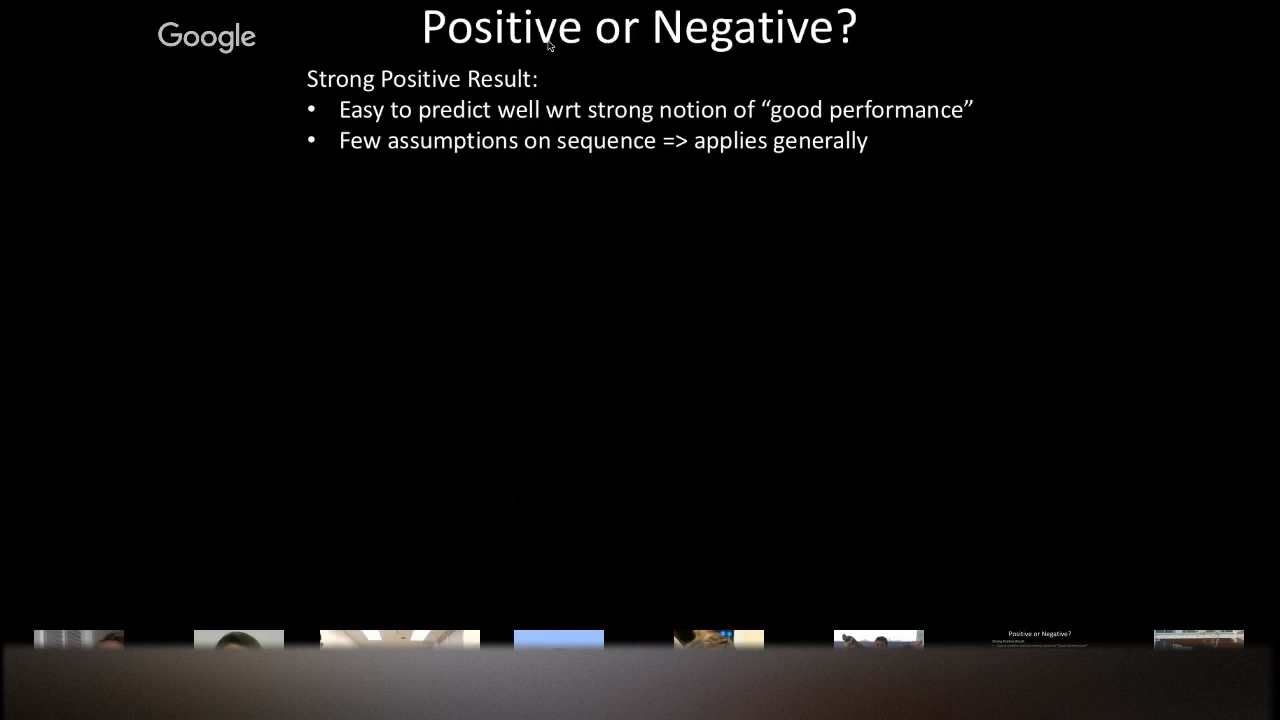 Google
Positive or Negative?
Strong Positive Result:
• Easy to predict well wrt strong notion of “good performance”
• Few assumptions on sequence => applies generally
Positive or Negative?